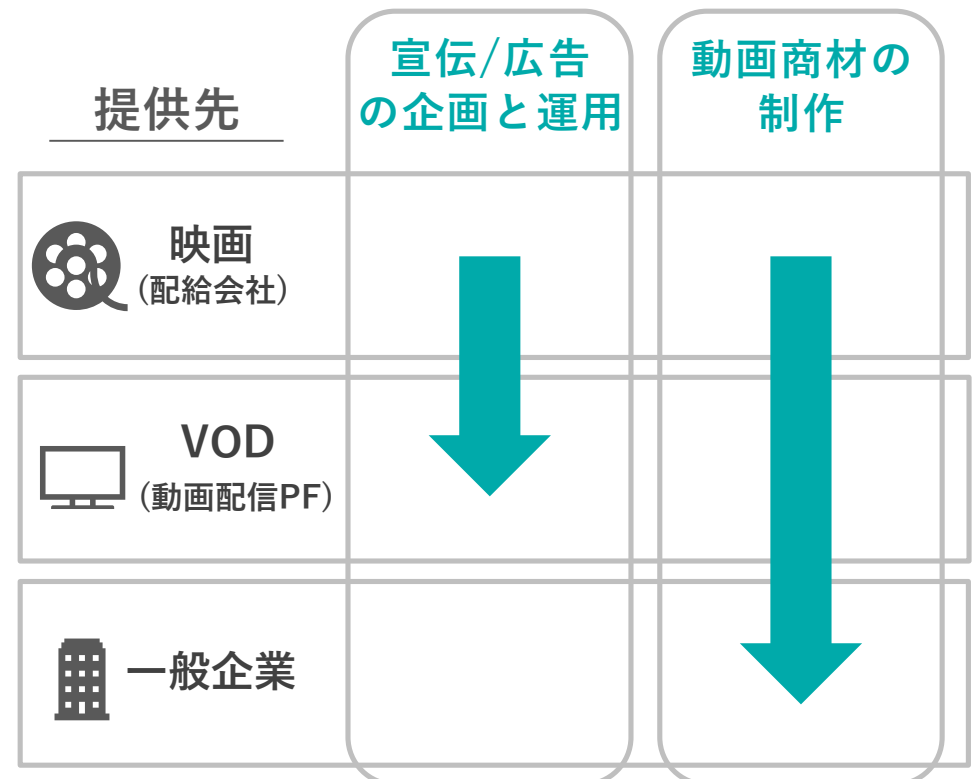 提供先
宣伝/広告
の企画と運用
動画商材の
制作
映画
(配給会社)
VOD
(動画配信PF)
一般企業